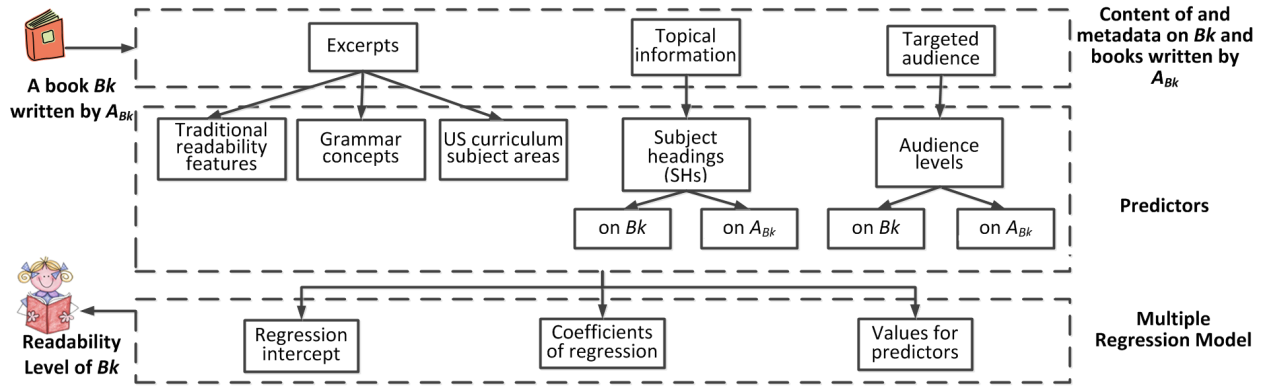 A book Bk
written by ABk
Excerpts
Topical
information
Targeted
audience
Content of and
metadata on Bk and
books written by
ABk
Traditional
readability
features
Grammar
concepts
US curriculum
subject areas
Subject
headings
(SHs)
Audience
levels
on Bk
on ABk
on Bk
on ABk
Predictors
Readability
Level of Bk
Regression
intercept
Coefficients
of regression
Values for
predictors
Multiple
Regression Model